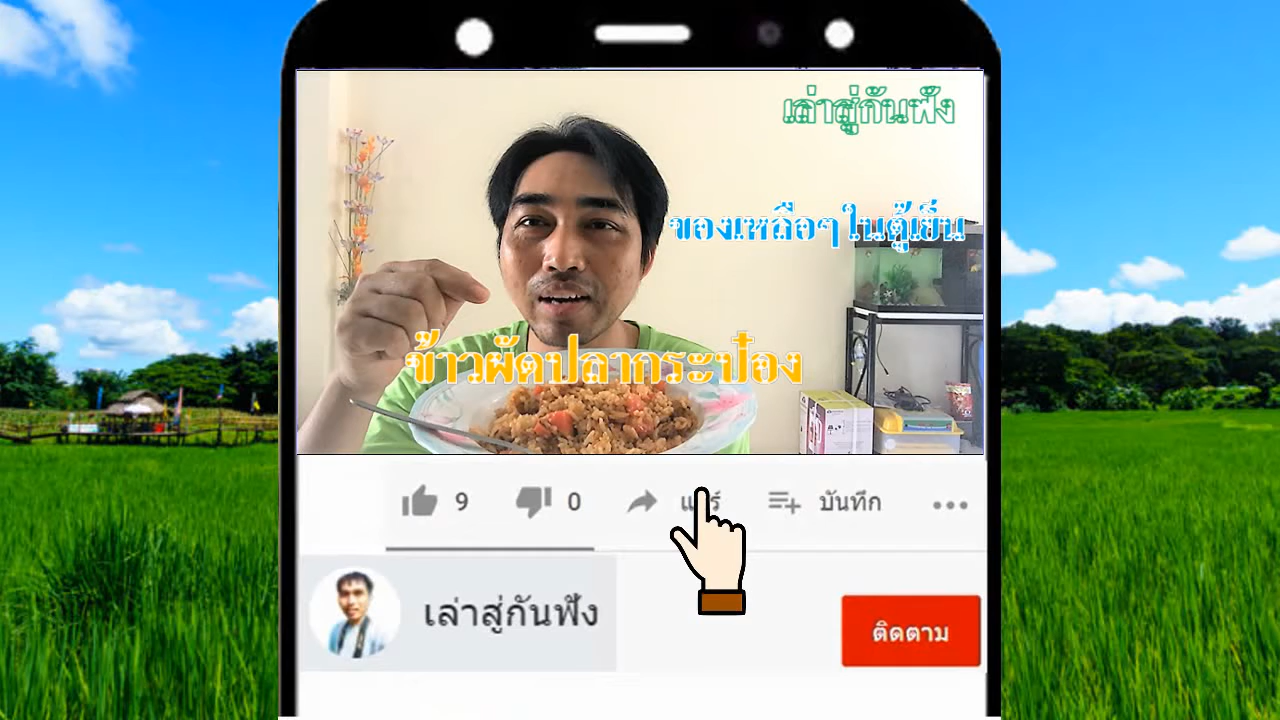 เล่าสู่กันฟัง
ของเหลือๆ ในตู้เย็น
ข้าวผัดปลากระป๋อง
9 0 บันทึก
เล่าสู่กันฟัง
ติดตาม